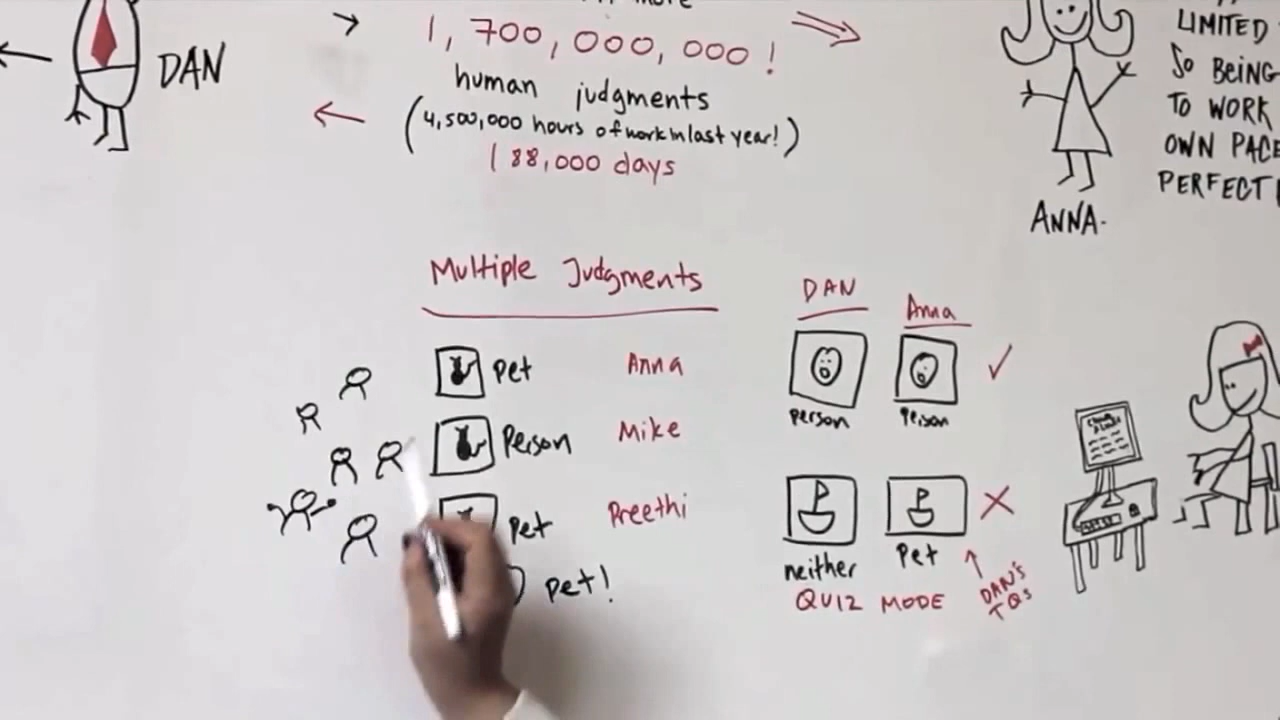 more
1,700,000,000!
human judgments
(4,500,000 hours of work in last year!)
188,000 days
DAN
LIMITED
SO BEING
TO WORK
OWN PACE
PERFECT
ANNA.
Multiple Judgments
pet Anna
Person Mike
pet Preethi
pet!
DAN Anna
person Person
neither pet
QUIZ MODE
DAN'S
TQS